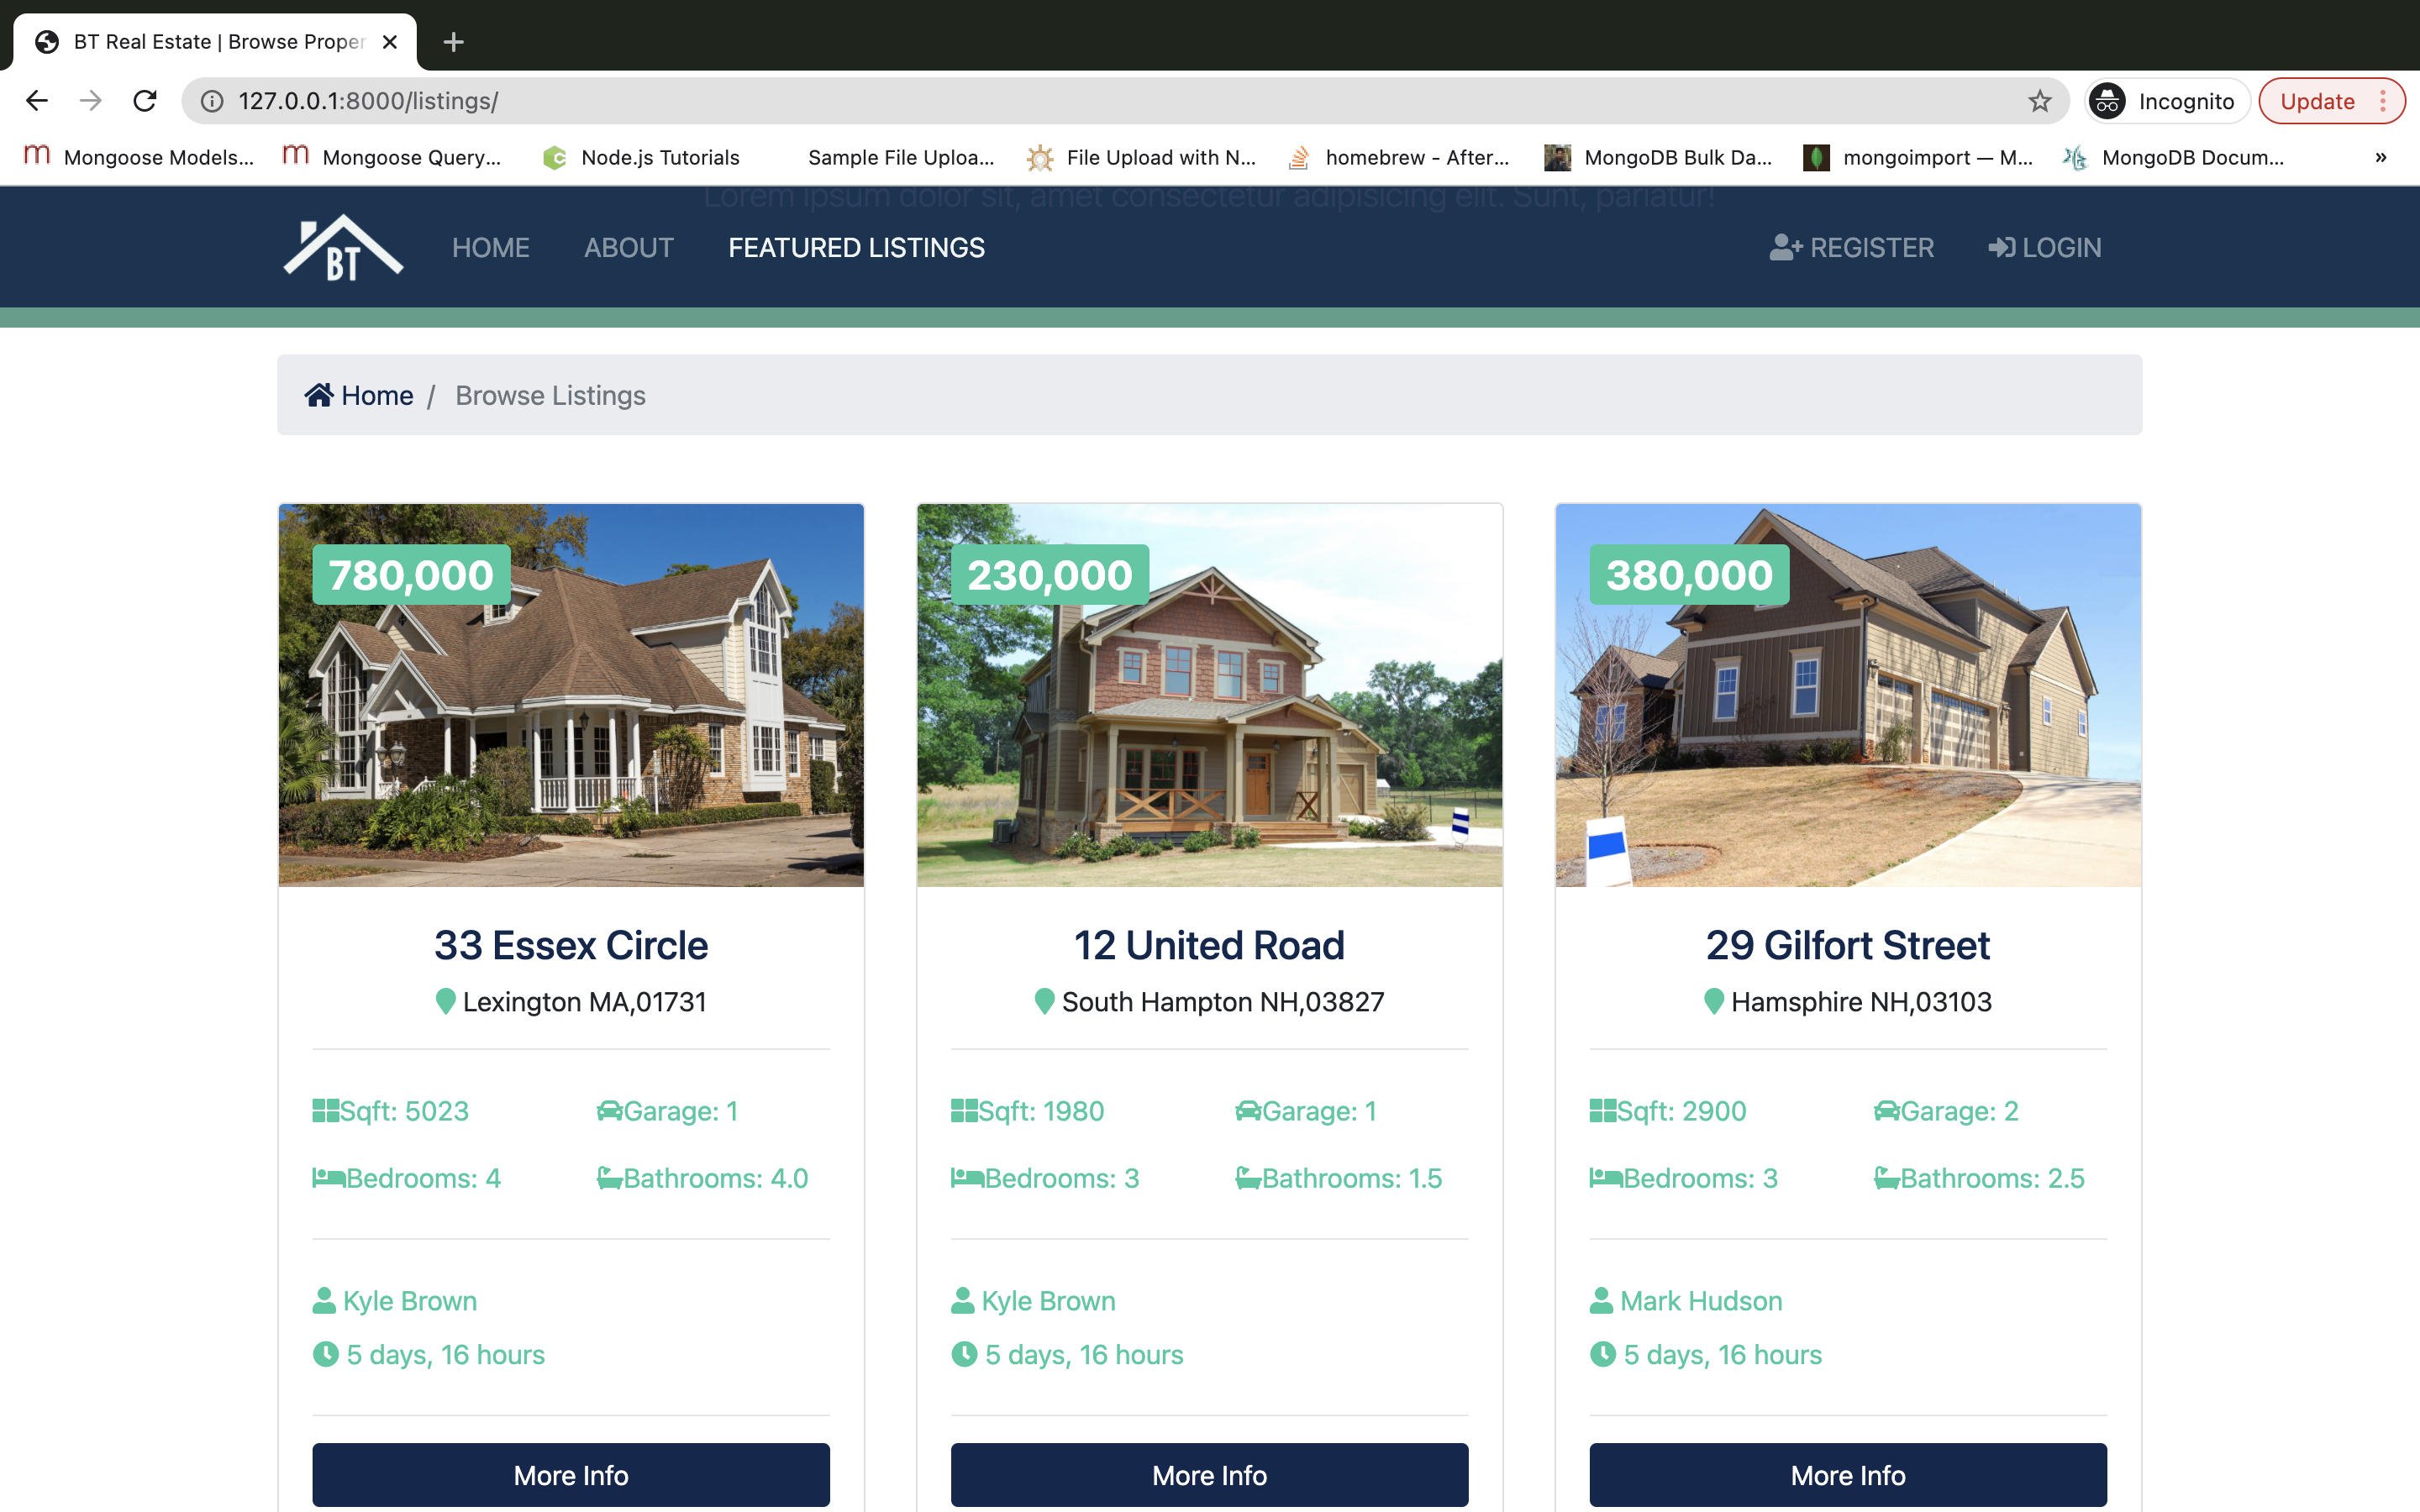 BT Real Estate | Browse Proper
127.0.0.1:8000/listings/
Incognito
Update
Mongoose Models...
Mongoose Query...
Node.js Tutorials
Sample File Uploa...
File Upload with N...
homebrew - After...
MongoDB Bulk Da...
mongoimport — M...
MongoDB Docum...
»
Lorem ipsum dolor sit, amet consectetur adipisicing elit. Sunt, pariatur!
BT
HOME
ABOUT
FEATURED LISTINGS
REGISTER
LOGIN
Home / Browse Listings
780,000
33 Essex Circle
Lexington MA,01731
Sqft: 5023
Garage: 1
Bedrooms: 4
Bathrooms: 4.0
Kyle Brown
5 days, 16 hours
More Info
230,000
12 United Road
South Hampton NH,03827
Sqft: 1980
Garage: 1
Bedrooms: 3
Bathrooms: 1.5
Kyle Brown
5 days, 16 hours
More Info
380,000
29 Gilfort Street
Hamsphire NH,03103
Sqft: 2900
Garage: 2
Bedrooms: 3
Bathrooms: 2.5
Mark Hudson
5 days, 16 hours
More Info